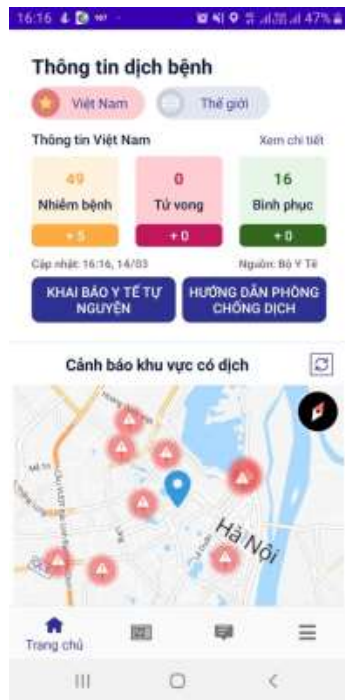 16:16
47%
Thông tin dịch bệnh
Việt Nam
Thế giới
Thông tin Việt Nam
Xem chi tiết
49
0
16
Nhiễm bệnh
Tử vong
Bình phục
+ 5
+ 0
+ 0
Cập nhật: 16:16, 14/03
Nguồn: Bộ Y Tế
KHAI BÁO Y TẾ TỰ
NGUYỆN
HƯỚNG DẪN PHÒNG
CHỐNG DỊCH
Cảnh báo khu vực có dịch
Hà Nội
Trang chủ